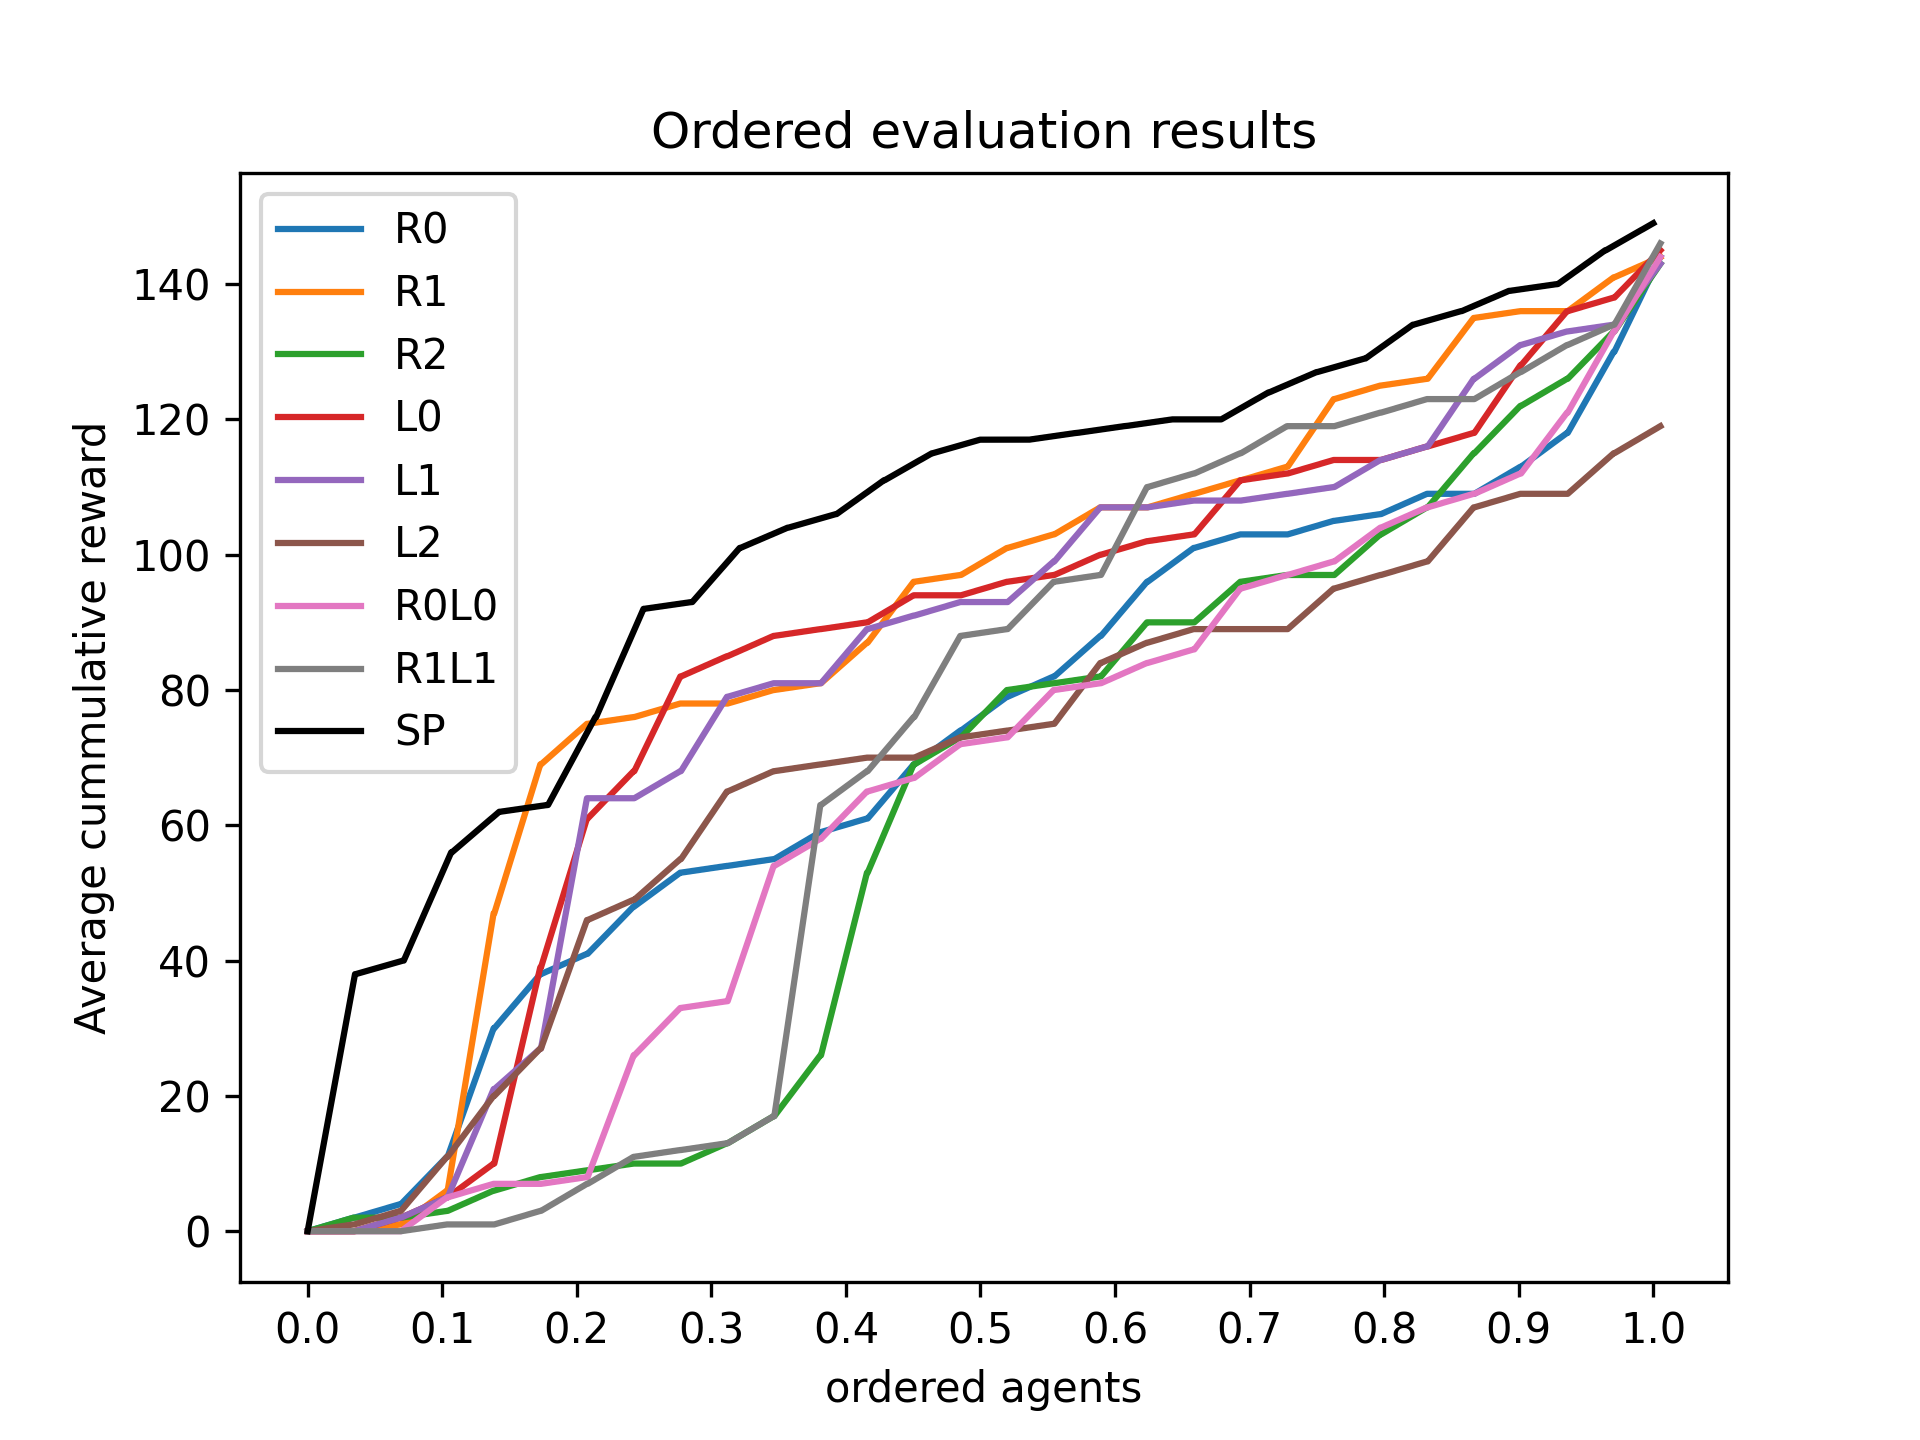 Ordered evaluation results
R0
R1
R2
L0
L1
L2
R0L0
R1L1
SP
Average cummulative reward
140
120
100
80
60
40
20
0
0.0 0.1 0.2 0.3 0.4 0.5 0.6 0.7 0.8 0.9 1.0
ordered agents